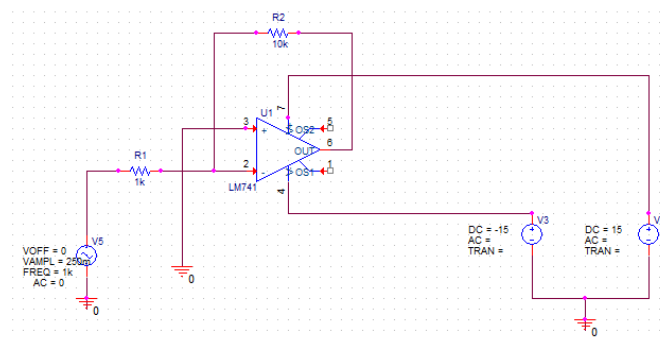 R2
10k
U1
7
3
+
OS2
5
OUT
6
2
-
OS1
1
LM741
4
R1
1k
V5
VOFF = 0
VAMPL = 250m
FREQ = 1k
AC = 0
0
0
V3
DC = -15
AC =
TRAN =
V
DC = 15
AC =
TRAN =
0